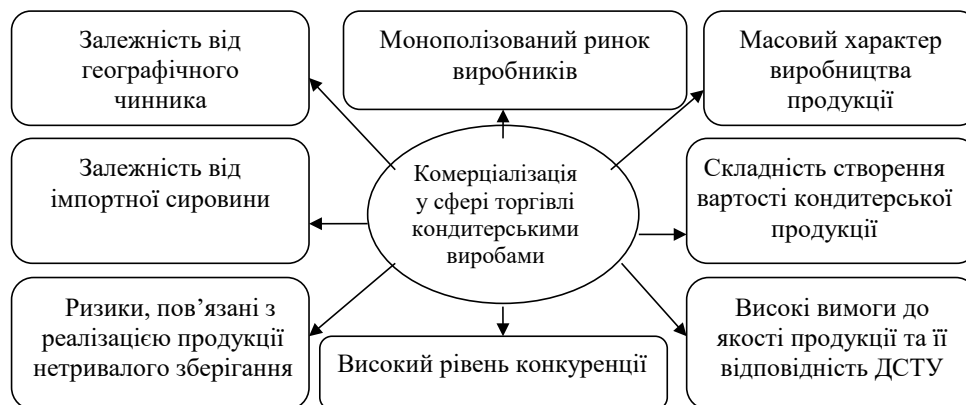 Залежність від
географічного
чинника
Монополізований ринок
виробників
Масовий характер
виробництва
продукції
Залежність від
імпортної сировини
Комерціалізація
у сфері торгівлі
кондитерськими
виробами
Складність створення
вартості кондитерської
продукції
Ризики, пов’язані з
реалізацією продукції
нетривалого зберігання
Високий рівень конкуренції
Високі вимоги до
якості продукції та її
відповідність ДСТУ